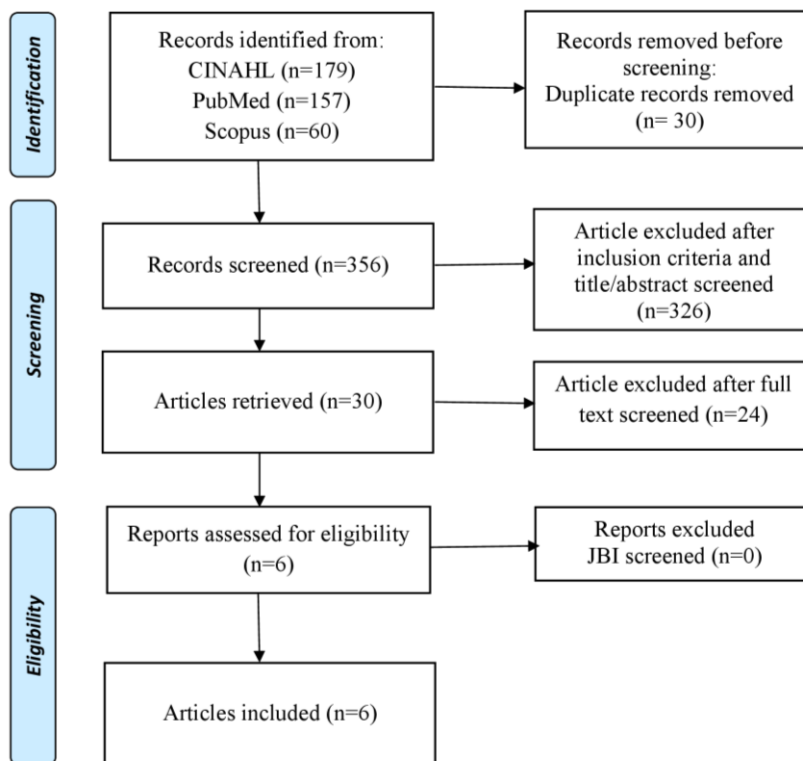 Identification
Records identified from:
CINAHL (n=179)
PubMed (n=157)
Scopus (n=60)
Records removed before
screening:
Duplicate records removed
(n= 30)
Screening
Records screened (n=356)
Article excluded after
inclusion criteria and
title/abstract screened
(n=326)
Articles retrieved (n=30)
Article excluded after full
text screened (n=24)
Eligibility
Reports assessed for eligibility
(n=6)
Reports excluded
JBI screened (n=0)
Articles included (n=6)